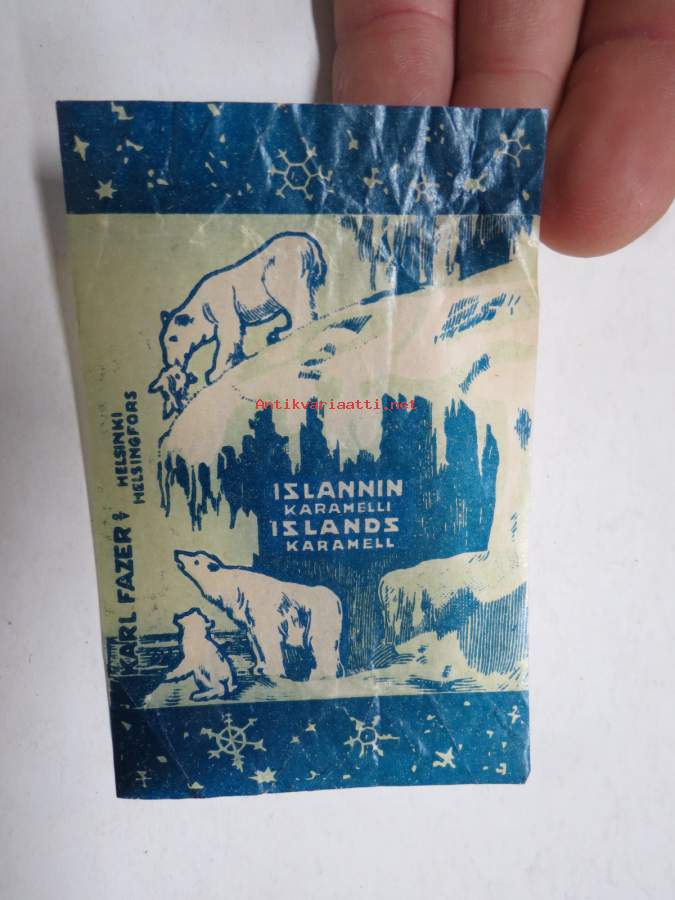 Antikvariaatti.net
ISLANNIN
KARAMELLI
ISLANDS
KARAMELL
KARL FAZER
HELSINKI
HELSINGFORS